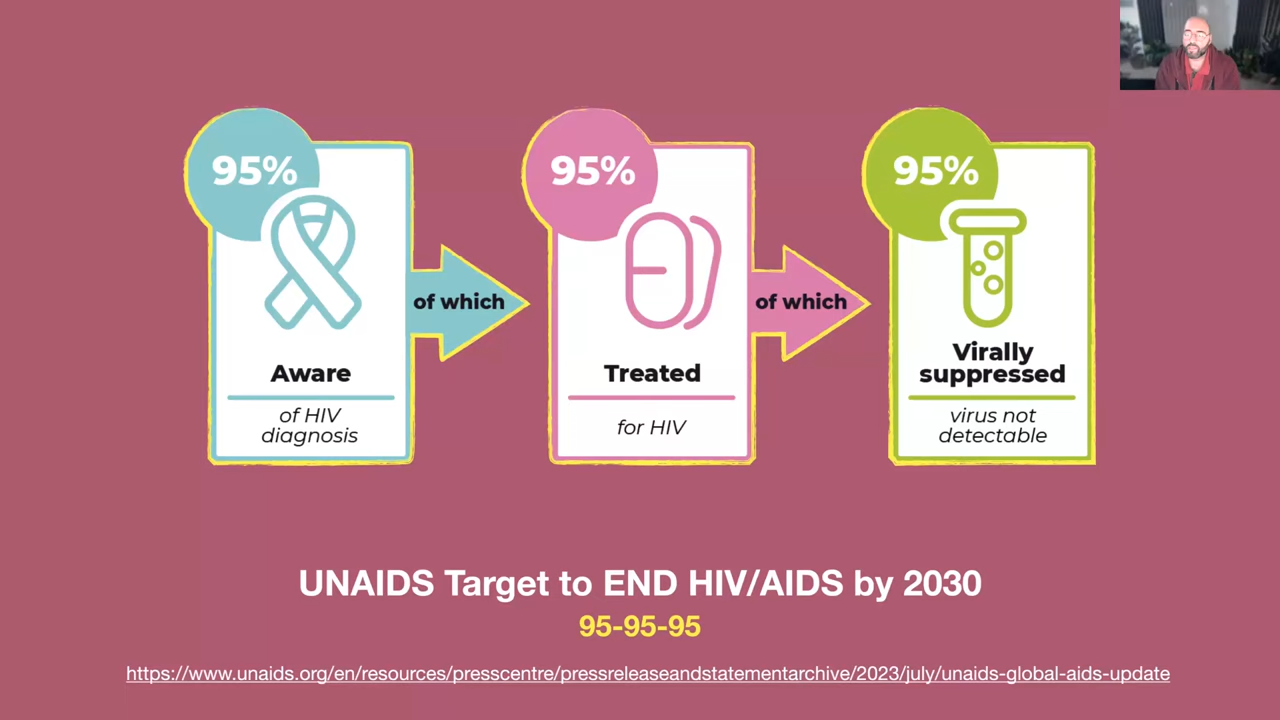 95%
Aware
of HIV
diagnosis
of which
95%
Treated
for HIV
of which
95%
Virally
suppressed
virus not
detectable
UNAIDS Target to END HIV/AIDS by 2030
95-95-95
https://www.unaids.org/en/resources/presscentre/pressreleaseandstatementarchive/2023/july/unaids-global-aids-update